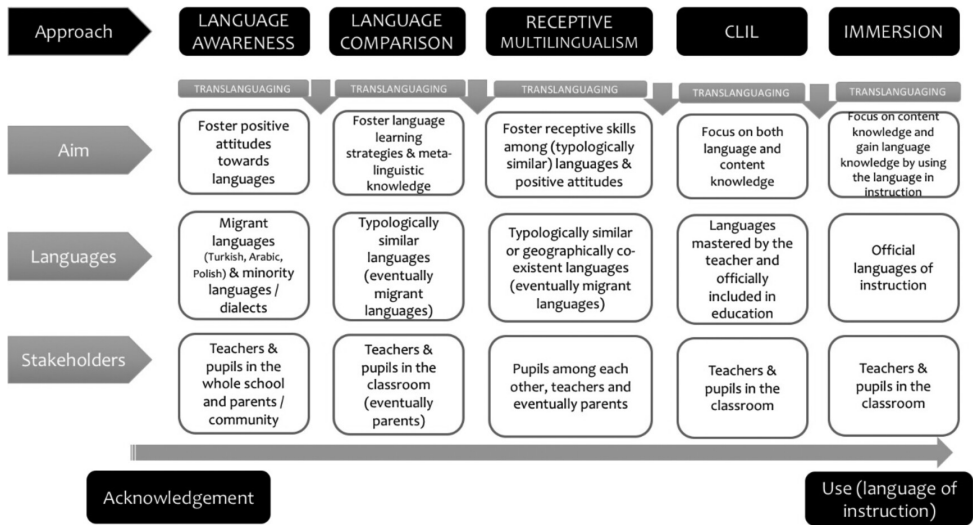 Approach
LANGUAGE
AWARENESS
LANGUAGE
COMPARISON
RECEPTIVE
MULTILINGUALISM
CLIL
IMMERSION
TRANSLANGUAGING
TRANSLANGUAGING
TRANSLANGUAGING
TRANSLANGUAGING
TRANSLANGUAGING
Aim
Foster positive
attitudes
towards
languages
Foster language
learning
strategies & meta-
linguistic
knowledge
Foster receptive skills
among (typologically
similar) languages &
positive attitudes
Focus on both
language and
content
knowledge
Focus on content
knowledge and
gain language
knowledge by using
the language in
instruction
Languages
Migrant
languages
(Turkish, Arabic,
Polish) & minority
languages /
dialects
Typologically
similar
languages
(eventually
migrant
languages)
Typologically similar
or geographically co-
existent languages
(eventually migrant
languages)
Languages
mastered by the
teacher and
officially
included in
education
Official
languages of
instruction
Stakeholders
Teachers &
pupils in the
whole school
and parents /
community
Teachers &
pupils in the
classroom
(eventually
parents)
Pupils among each
other, teachers and
eventually parents
Teachers &
pupils in the
classroom
Teachers &
pupils in the
classroom
Acknowledgement
Use (language of
instruction)